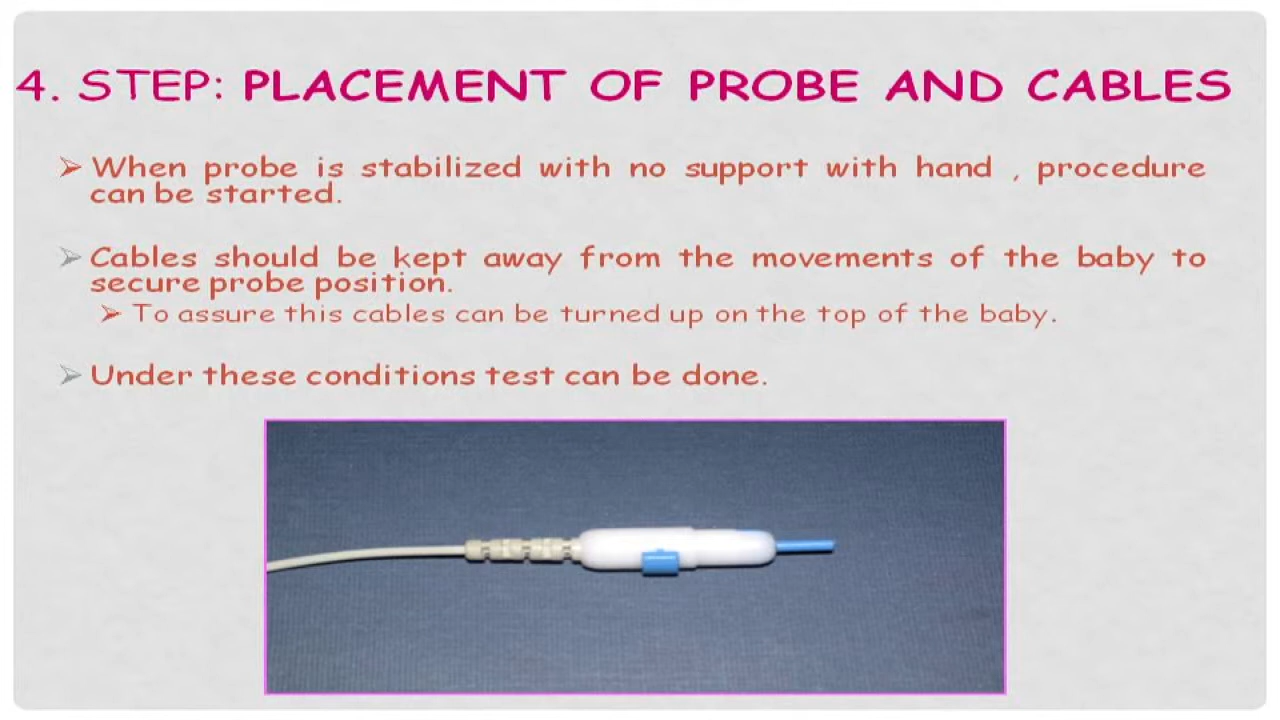 4. STEP: PLACEMENT OF PROBE AND CABLES
When probe is stabilized with no support with hand , procedure
can be started.
Cables should be kept away from the movements of the baby to
secure probe position.
To assure this cables can be turned up on the top of the baby.
Under these conditions test can be done.